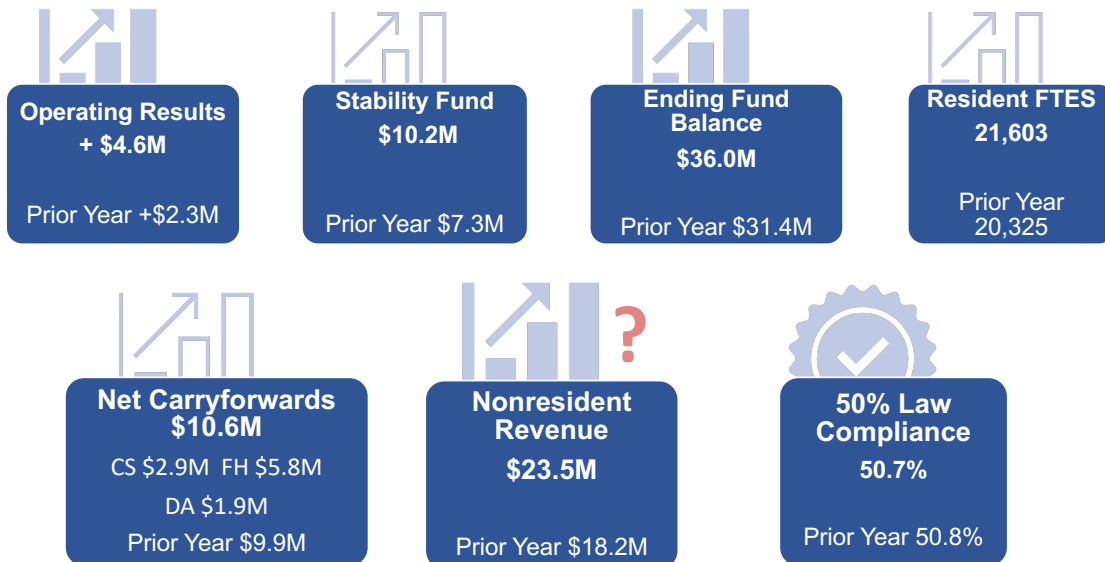 Operating Results
+ $4.6M
Prior Year +$2.3M
Stability Fund
$10.2M
Prior Year $7.3M
Ending Fund
Balance
$36.0M
Prior Year $31.4M
Resident FTES
21,603
Prior Year
20,325
Net Carryforwards
$10.6M
CS $2.9M FH $5.8M
DA $1.9M
Prior Year $9.9M
?
Nonresident
Revenue
$23.5M
Prior Year $18.2M
50% Law
Compliance
50.7%
Prior Year 50.8%